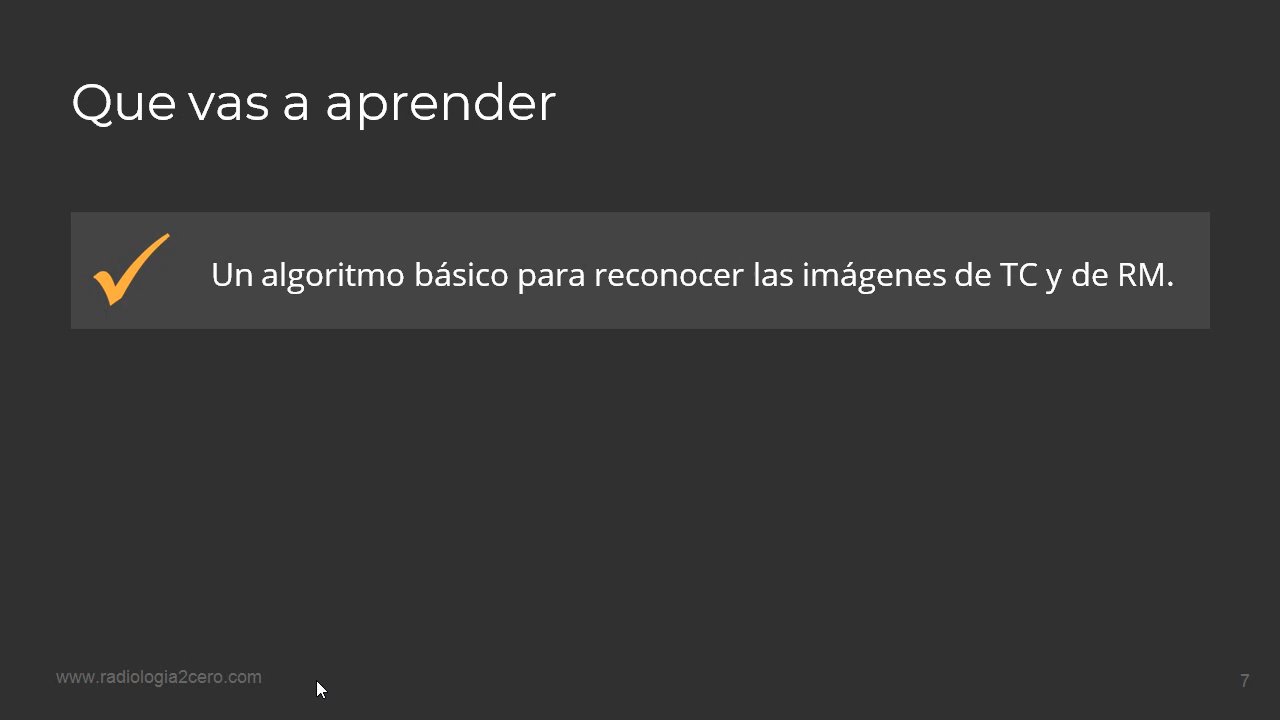 Que vas a aprender
Un algoritmo básico para reconocer las imágenes de TC y de RM.
www.radiologia2cero.com
7